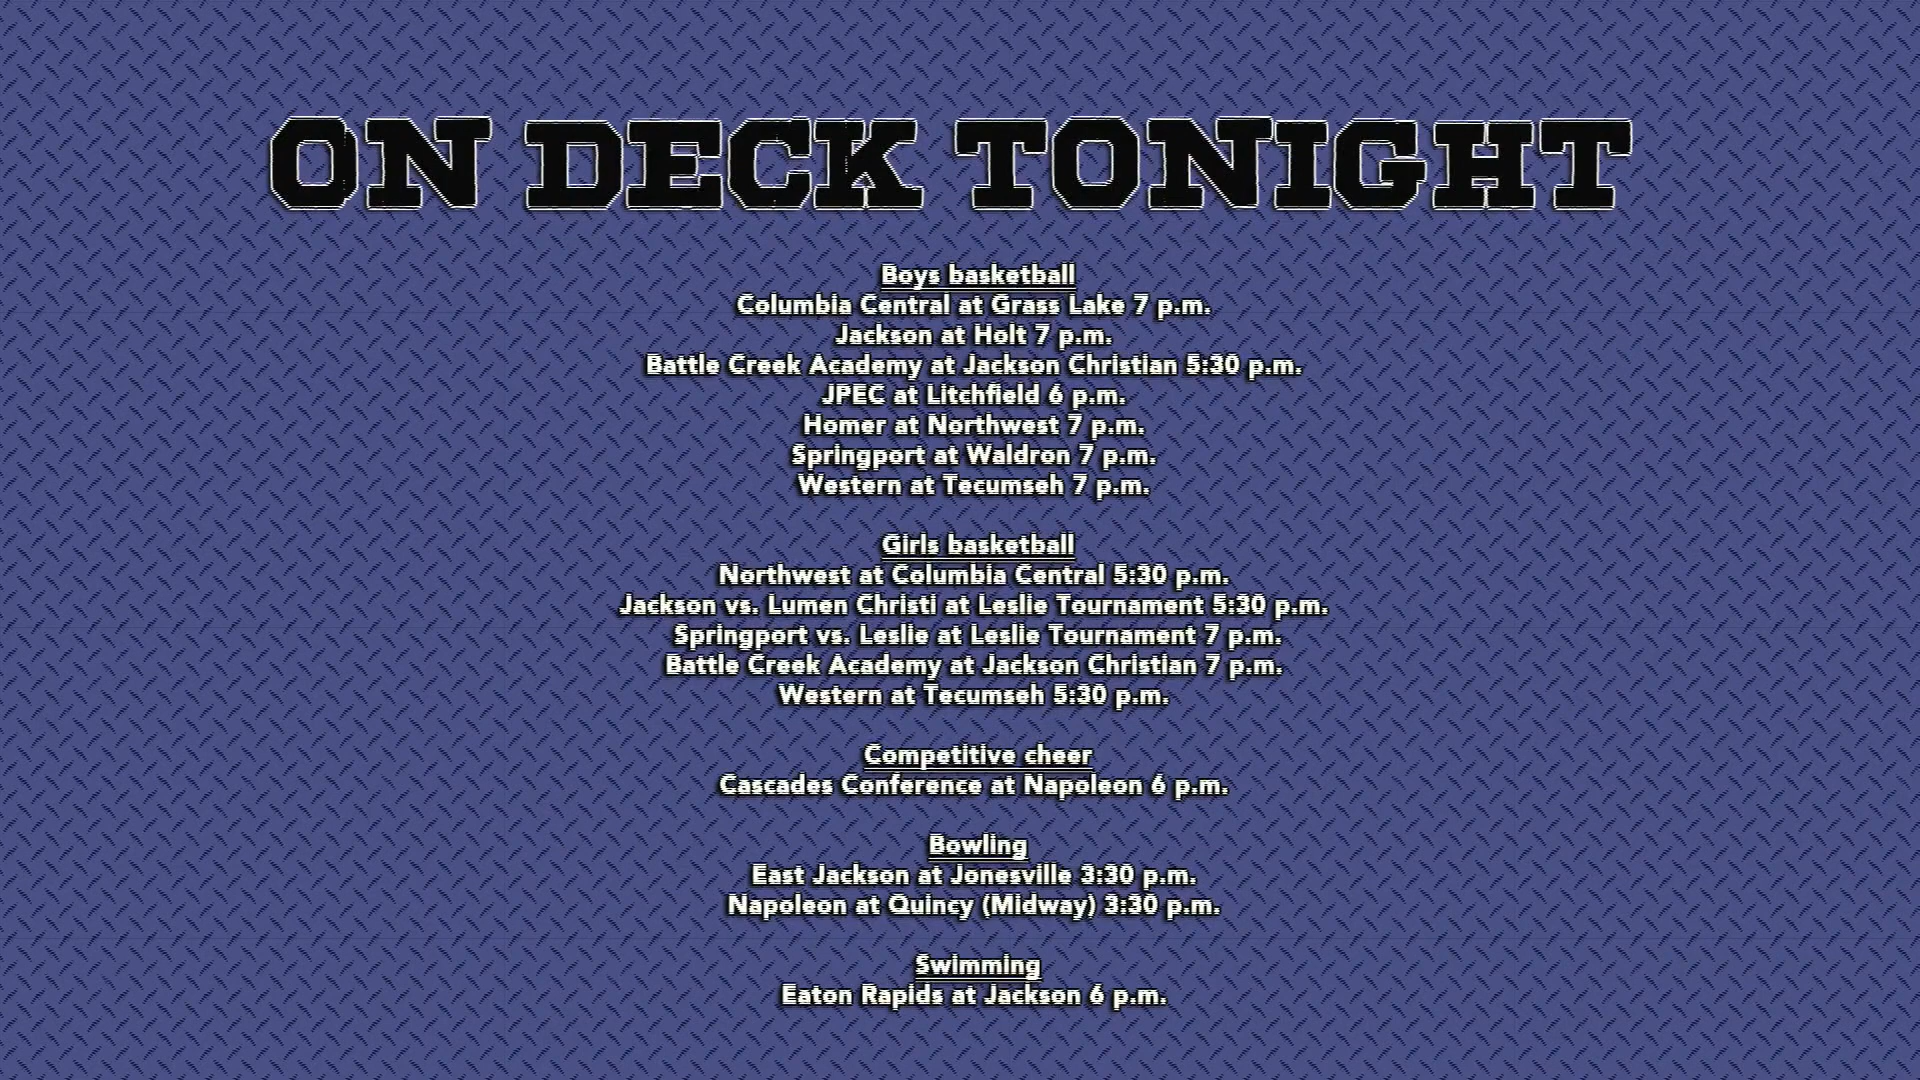 ON DECK TONIGHT
Boys basketball
Columbia Central at Grass Lake 7 p.m.
Jackson at Holt 7 p.m.
Battle Creek Academy at Jackson Christian 5:30 p.m.
JPEC at Litchfield 6 p.m.
Homer at Northwest 7 p.m.
Springport at Waldron 7 p.m.
Western at Tecumseh 7 p.m.
Girls basketball
Northwest at Columbia Central 5:30 p.m.
Jackson vs. Lumen Christi at Leslie Tournament 5:30 p.m.
Springport vs. Leslie at Leslie Tournament 7 p.m.
Battle Creek Academy at Jackson Christian 7 p.m.
Western at Tecumseh 5:30 p.m.
Competitive cheer
Cascades Conference at Napoleon 6 p.m.
Bowling
East Jackson at Jonesville 3:30 p.m.
Napoleon at Quincy (Midway) 3:30 p.m.
Swimming
Eaton Rapids at Jackson 6 p.m.